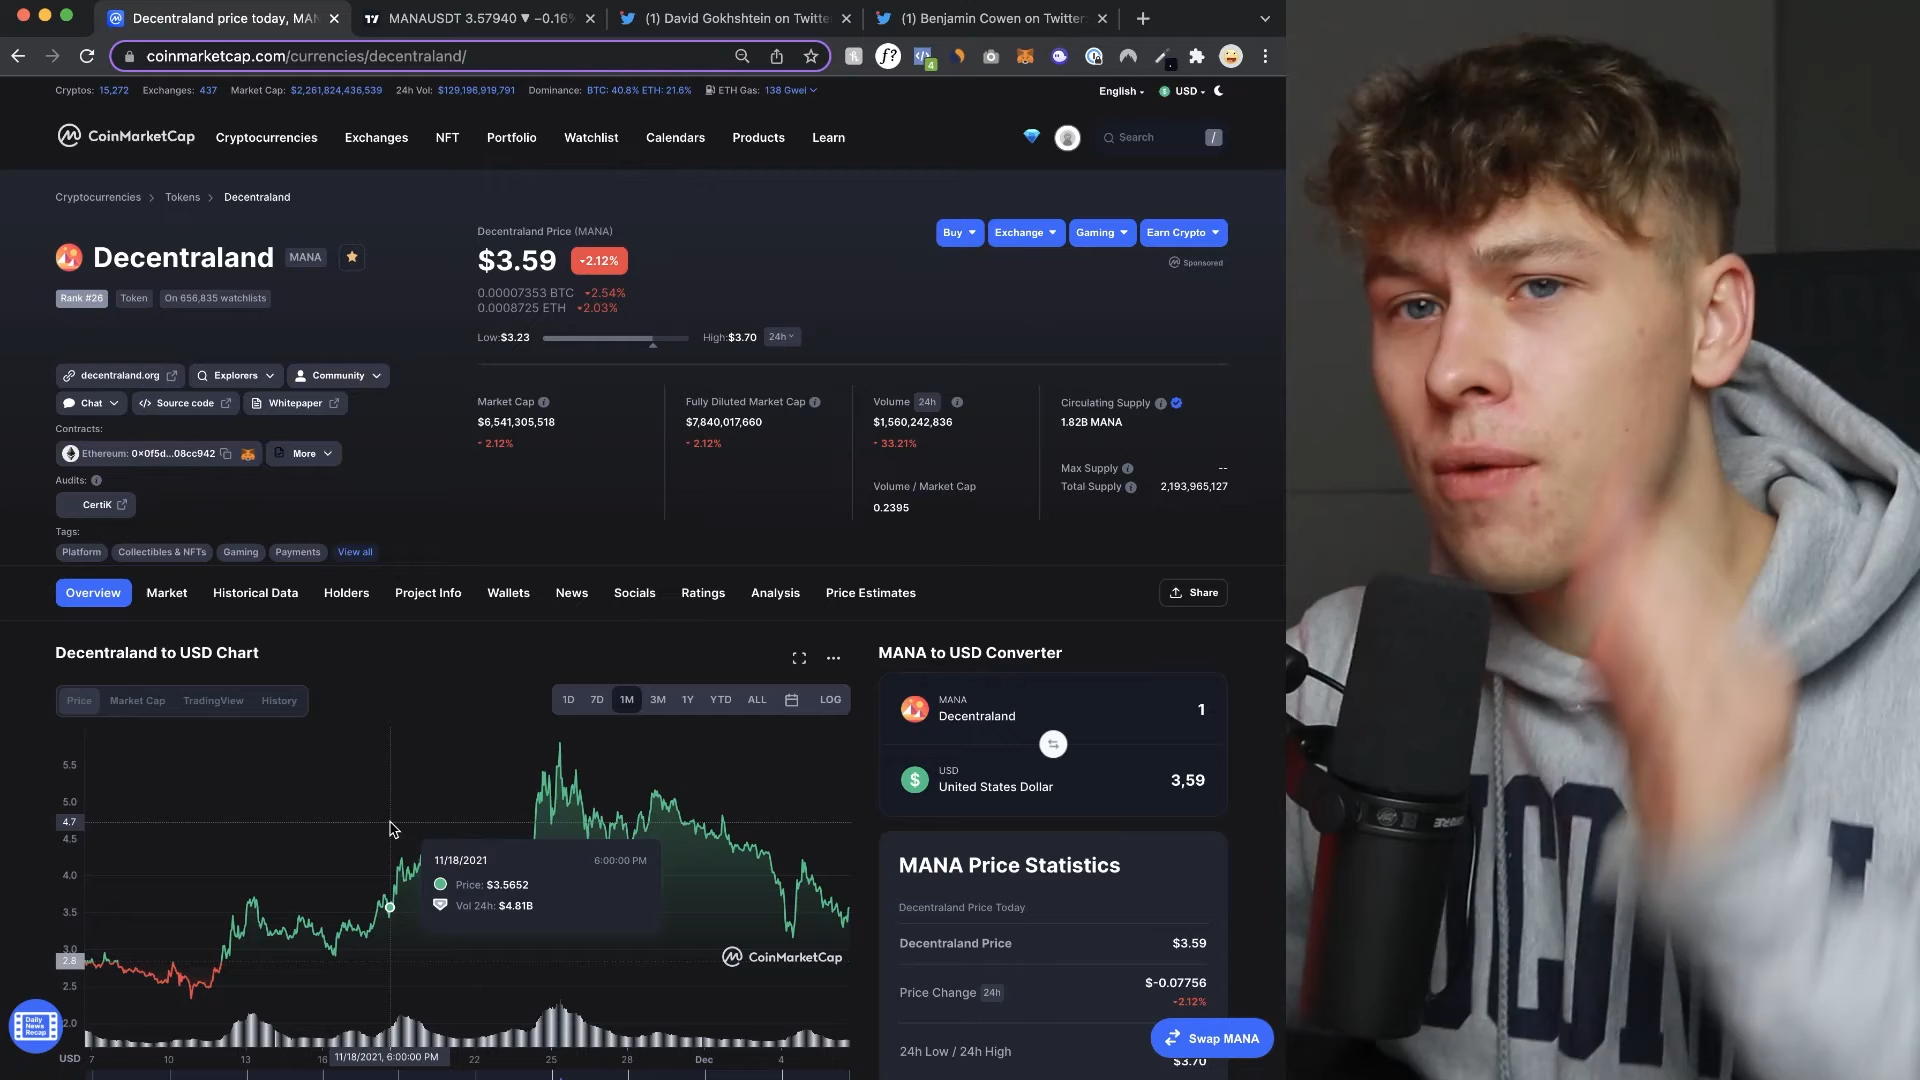 Decentraland price today, MAN
MANAUSDT 3.57940 ▼ −0.16%
(1) David Gokhshtein on Twitte
(1) Benjamin Cowen on Twitter
coinmarketcap.com/currencies/decentraland/
Cryptos: 15,272 Exchanges: 437 Market Cap: $2,261,824,436,539 24h Vol: $129,196,919,791 Dominance: BTC: 40.8% ETH: 21.6% ETH Gas: 138 Gwei
English USD
CoinMarketCap
Cryptocurrencies Exchanges NFT Portfolio Watchlist Calendars Products Learn
Search /
Cryptocurrencies > Tokens > Decentraland
Decentraland MANA
Rank #26 Token On 656,835 watchlists
Decentraland Price (MANA)
$3.59 -2.12%
0.00007353 BTC -2.54%
0.0008725 ETH -2.03%
Low:$3.23 High:$3.70 24h
Buy Exchange Gaming Earn Crypto
Sponsored
decentraland.org Explorers Community
Chat Source code Whitepaper
Contracts:
Ethereum: 0x0f5d...08cc942 More
Audits:
CertiK
Tags:
Platform Collectibles & NFTs Gaming Payments View all
Market Cap
$6,541,305,518
- 2.12%
Fully Diluted Market Cap
$7,840,017,660
- 2.12%
Volume 24h
$1,560,242,836
- 33.21%
Volume / Market Cap
0.2395
Circulating Supply
1.82B MANA
Max Supply --
Total Supply 2,193,965,127
Overview Market Historical Data Holders Project Info Wallets News Socials Ratings Analysis Price Estimates
Share
Decentraland to USD Chart
Price Market Cap TradingView History
1D 7D 1M 3M 1Y YTD ALL LOG
5.5
5.0
4.7
4.5
4.0
3.5
3.0
2.8
2.5
2.0
11/18/2021 6:00:00 PM
Price: $3.5652
Vol 24h: $4.81B
CoinMarketCap
USD 7 10 13 16 11/18/2021, 6:00:00 PM 22 25 28 Dec 4
Daily
News
Recap
MANA to USD Converter
MANA
Decentraland 1
USD
United States Dollar 3,59
MANA Price Statistics
Decentraland Price Today
Decentraland Price $3.59
Price Change 24h $-0.07756
-2.12%
24h Low / 24h High
$3.70
Swap MANA